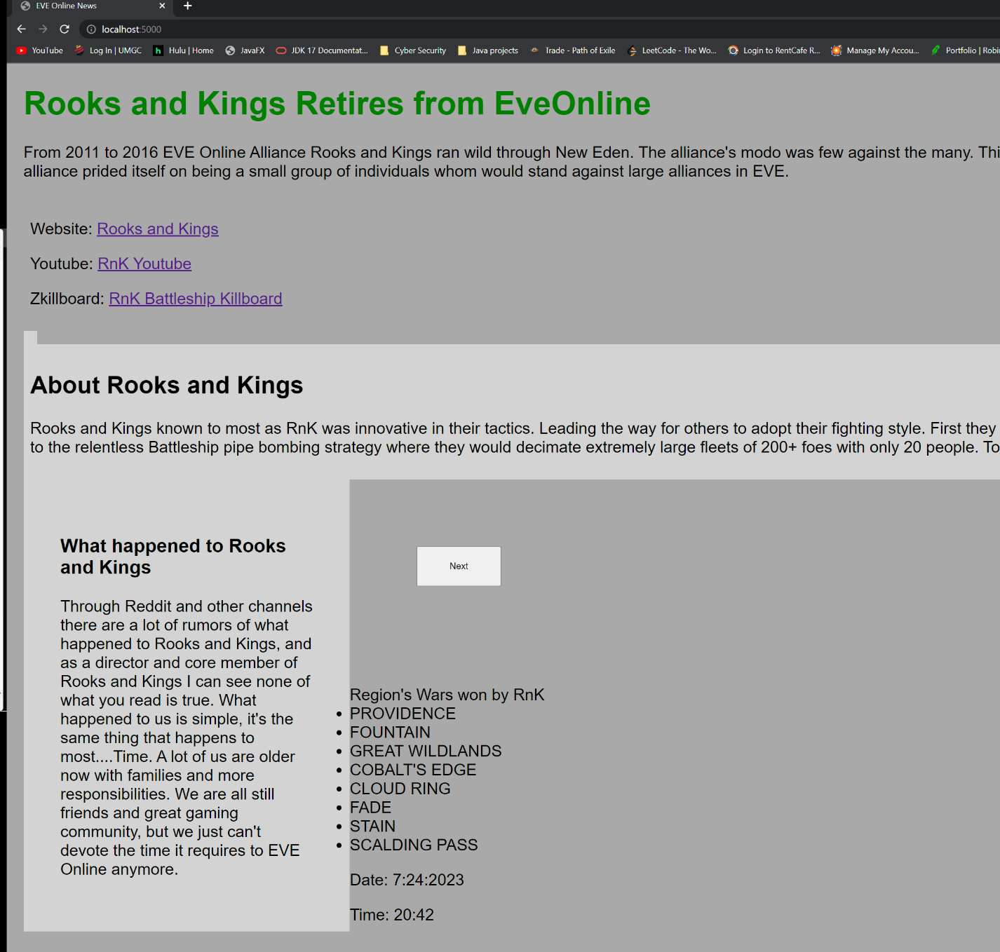 EVE Online News
localhost:5000
YouTube Log In | UMGC Hulu | Home JavaFX JDK 17 Documentat... Cyber Security Java projects Trade - Path of Exile LeetCode - The Wo... Login to RentCafe R... Manage My Accou... Portfolio | Robi
Rooks and Kings Retires from EveOnline
From 2011 to 2016 EVE Online Alliance Rooks and Kings ran wild through New Eden. The alliance's modo was few against the many. Thi
alliance prided itself on being a small group of individuals whom would stand against large alliances in EVE.
Website: Rooks and Kings
Youtube: RnK Youtube
Zkillboard: RnK Battleship Killboard
About Rooks and Kings
Rooks and Kings known to most as RnK was innovative in their tactics. Leading the way for others to adopt their fighting style. First they
to the relentless Battleship pipe bombing strategy where they would decimate extremely large fleets of 200+ foes with only 20 people. To
What happened to Rooks
and Kings
Through Reddit and other channels
there are a lot of rumors of what
happened to Rooks and Kings, and
as a director and core member of
Rooks and Kings I can see none of
what you read is true. What
happened to us is simple, it's the
same thing that happens to
most....Time. A lot of us are older
now with families and more
responsibilities. We are all still
friends and great gaming
community, but we just can't
devote the time it requires to EVE
Online anymore.
Next
Region's Wars won by RnK
• PROVIDENCE
• FOUNTAIN
• GREAT WILDLANDS
• COBALT'S EDGE
• CLOUD RING
• FADE
• STAIN
• SCALDING PASS
Date: 7:24:2023
Time: 20:42